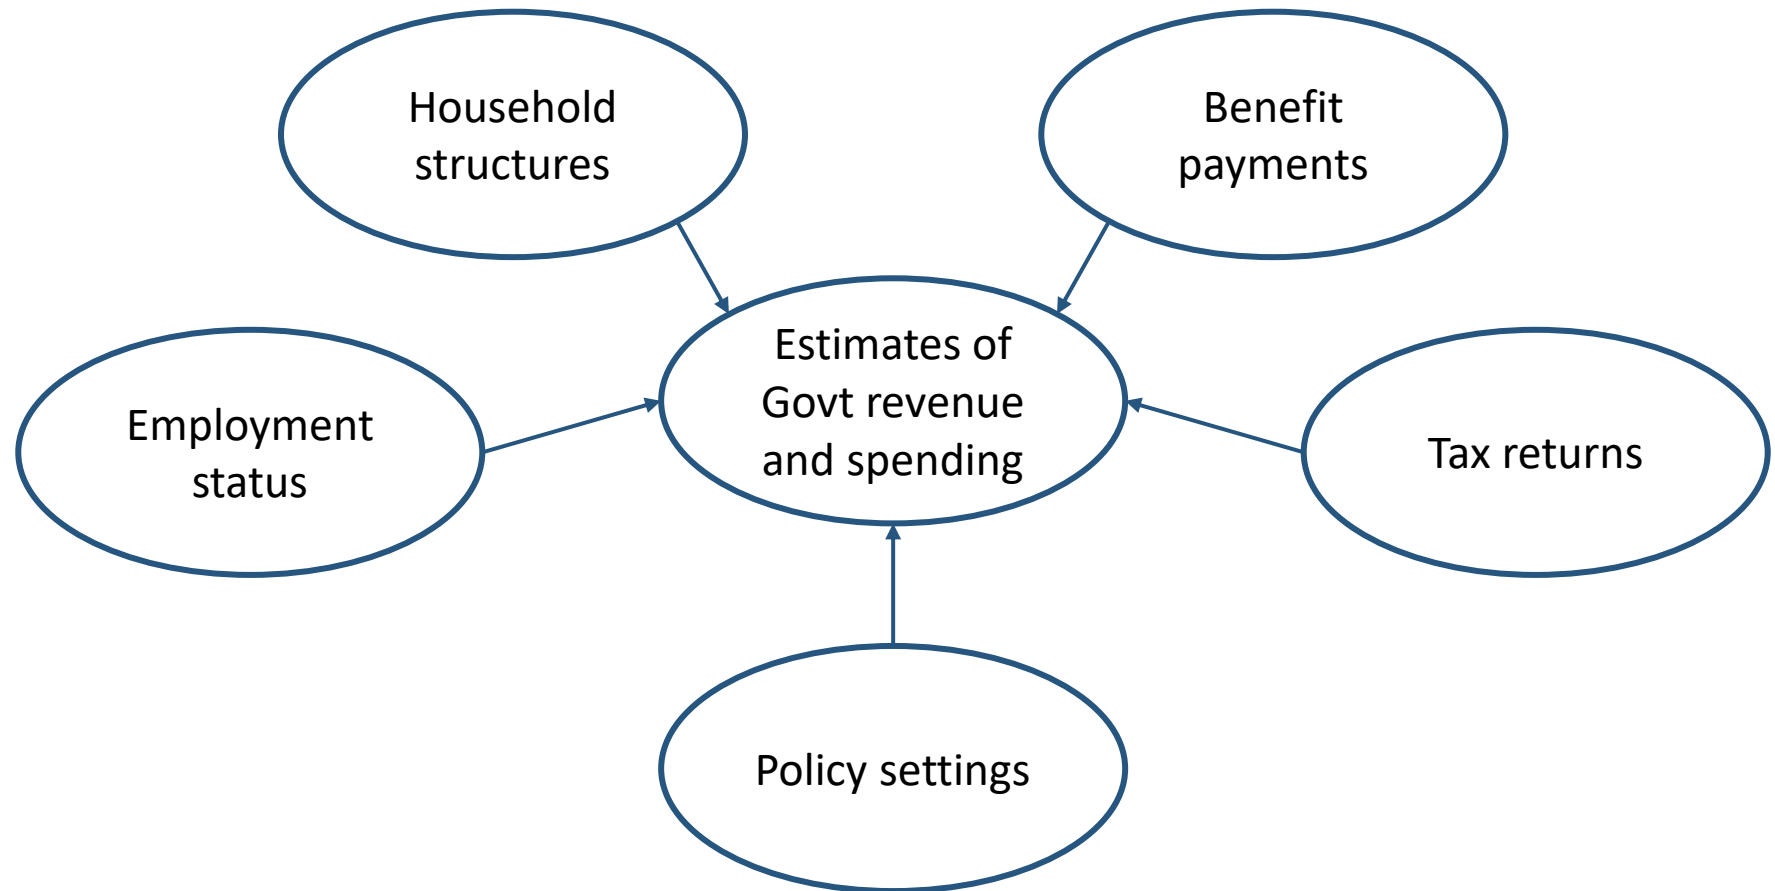 Household
structures
Benefit
payments
Estimates of
Govt revenue
and spending
Employment
status
Tax returns
Policy settings